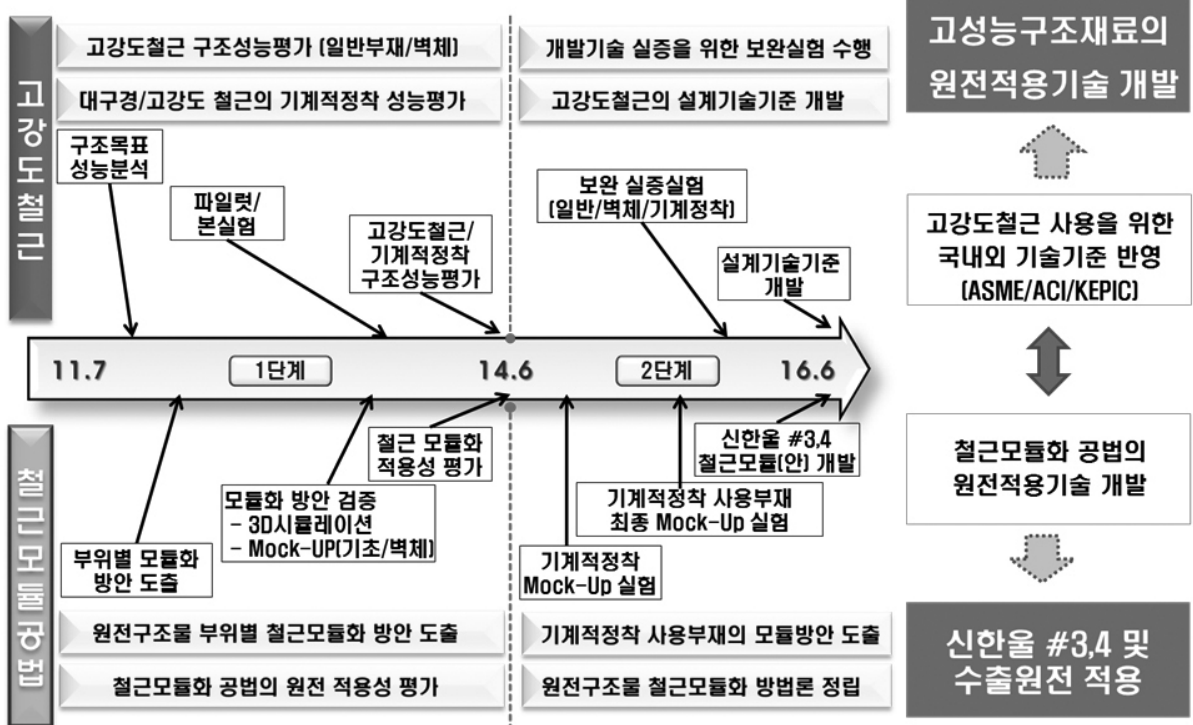 고강도철근
고강도철근 구조성능평가 (일반부재/벽체)
대구경/고강도 철근의 기계적정착 성능평가
개발기술 실증을 위한 보완실험 수행
고강도철근의 설계기술기준 개발
구조목표
성능분석
파일럿/
본실험
고강도철근/
기계적정착
구조성능평가
보완 실증실험
(일반/벽체/기계정착)
설계기술기준
개발
11.7
1단계
14.6
2단계
16.6
철근모듈공법
부위별 모듈화
방안 도출
모듈화 방안 검증
- 3D시뮬레이션
- Mock-UP(기초/벽체)
철근 모듈화
적용성 평가
기계적정착
Mock-Up 실험
기계적정착 사용부재
최종 Mock-Up 실험
신한울 #3,4
철근모듈(안) 개발
원전구조물 부위별 철근모듈화 방안 도출
철근모듈화 공법의 원전 적용성 평가
기계적정착 사용부재의 모듈방안 도출
원전구조물 철근모듈화 방법론 정립
고성능구조재료의
원전적용기술 개발
고강도철근 사용을 위한
국내외 기술기준 반영
(ASME/ACI/KEPIC)
철근모듈화 공법의
원전적용기술 개발
신한울 #3,4 및
수출원전 적용